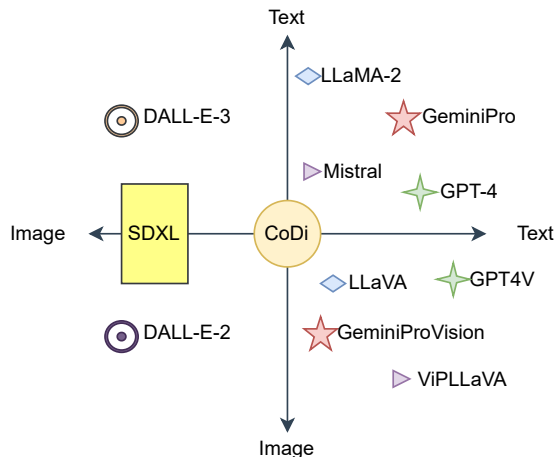 Text
LLaMA-2
DALL-E-3
GeminiPro
Mistral
GPT-4
Image
SDXL
CoDi
Text
LLaVA
GPT4V
DALL-E-2
GeminiProVision
ViPLLaVA
Image